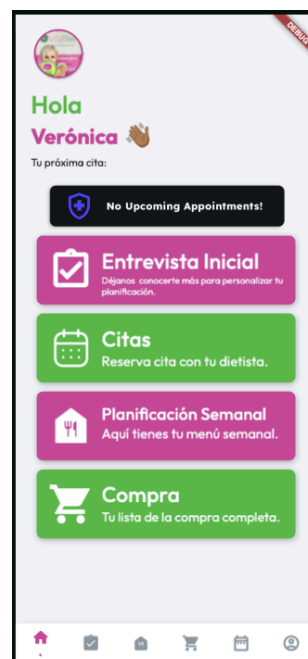 DEBUG
Hola
Verónica
Tu próxima cita:
No Upcoming Appointments!
Entrevista Inicial
Déjanos conocerte más para personalizar tu
planificación.
Citas
Reserva cita con tu dietista.
Planificación Semanal
Aquí tienes tu menú semanal.
Compra
Tu lista de la compra completa.